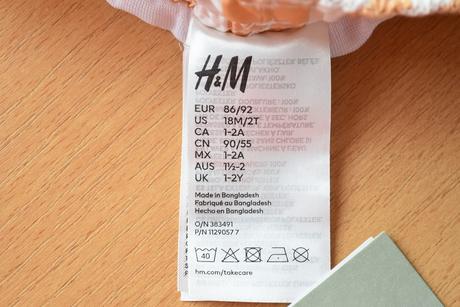 H&M
EUR 86/92
US 18M/2T
CA 1-2A
CN 90/55
MX 1-2A
AUS 1½-2
UK 1-2Y
Made in Bangladesh
Fabriqué au Bangladesh
Hecho en Bangladesh
O/N 383491
P/N 1129057 7
40
hm.com/takecare